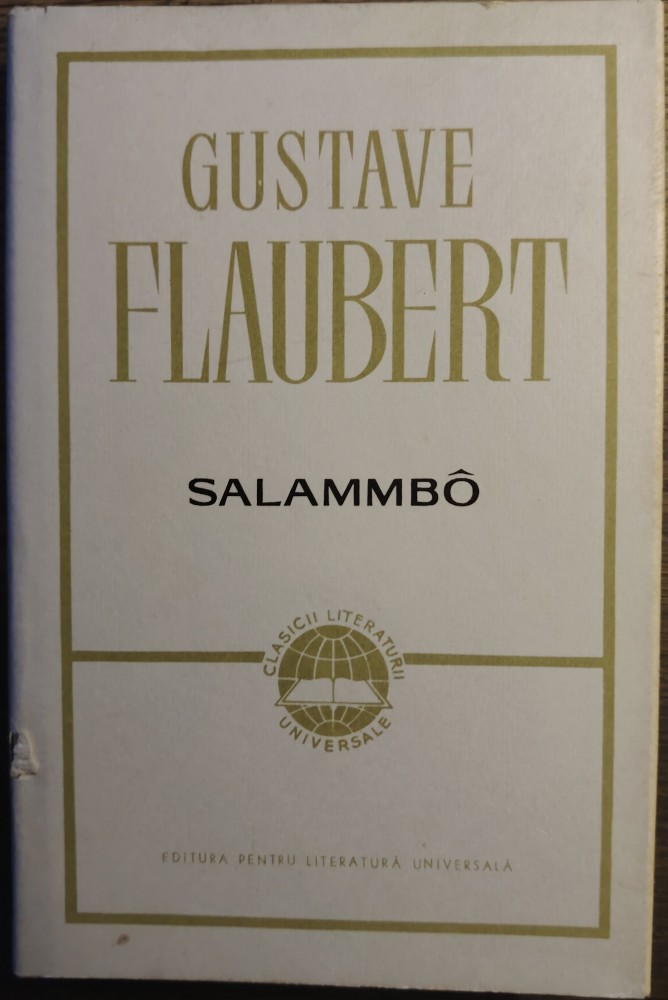 GUSTAVE
FLAUBERT
SALAMMBÔ
CLASICII LITERATURII
UNIVERSALE
EDITURA PENTRU LITERATURĂ UNIVERSALĂ